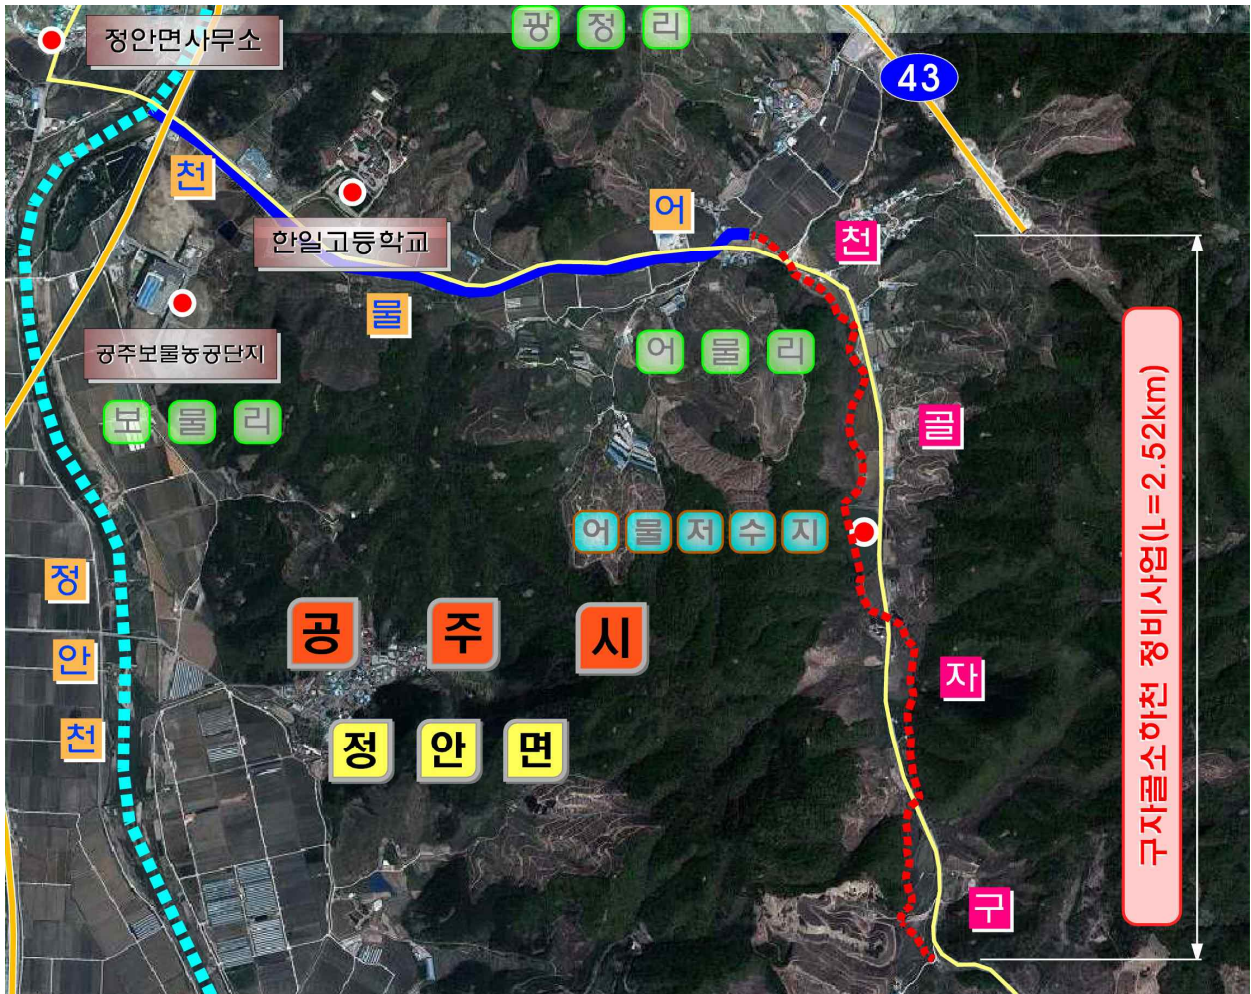 광정리
정안면사무소
43
천
어
한일고등학교
천
물
어물리
공주보물농공단지
보물리
골
구자골소하천 정비사업(L=2.52km)
어물저수지
정
안
천
공주시
자
정안면
구